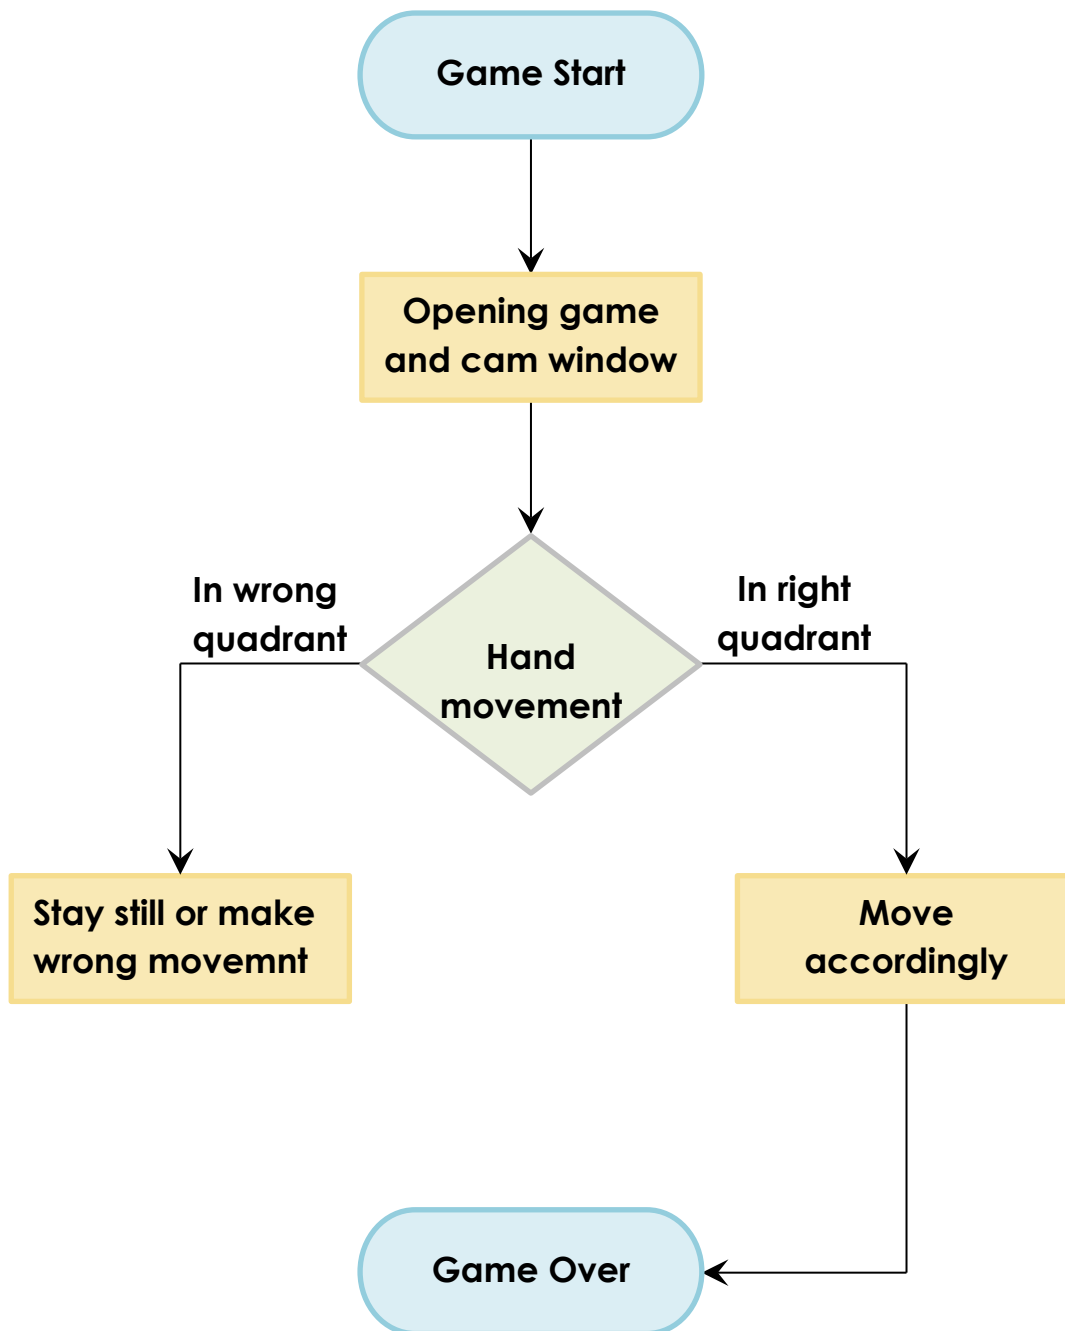 Game Start
Opening game
and cam window
In wrong
quadrant
In right
quadrant
Hand
movement
Stay still or make
wrong movemnt
Move
accordingly
Game Over